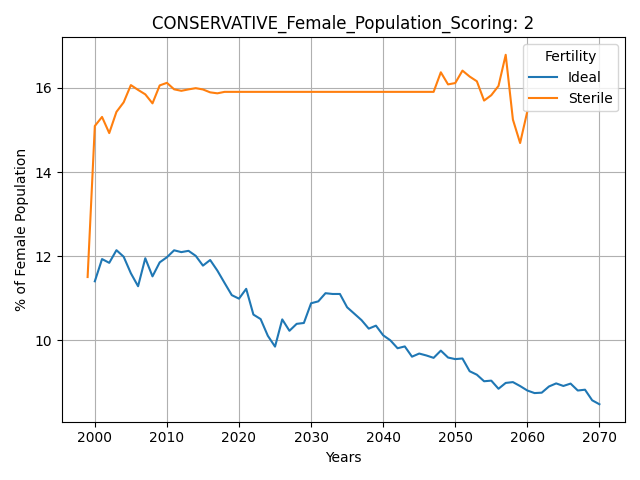 CONSERVATIVE_Female_Population_Scoring: 2
Fertility
Ideal
Sterile
% of Female Population
16
14
12
10
2000 2010 2020 2030 2040 2050 2060 2070
Years